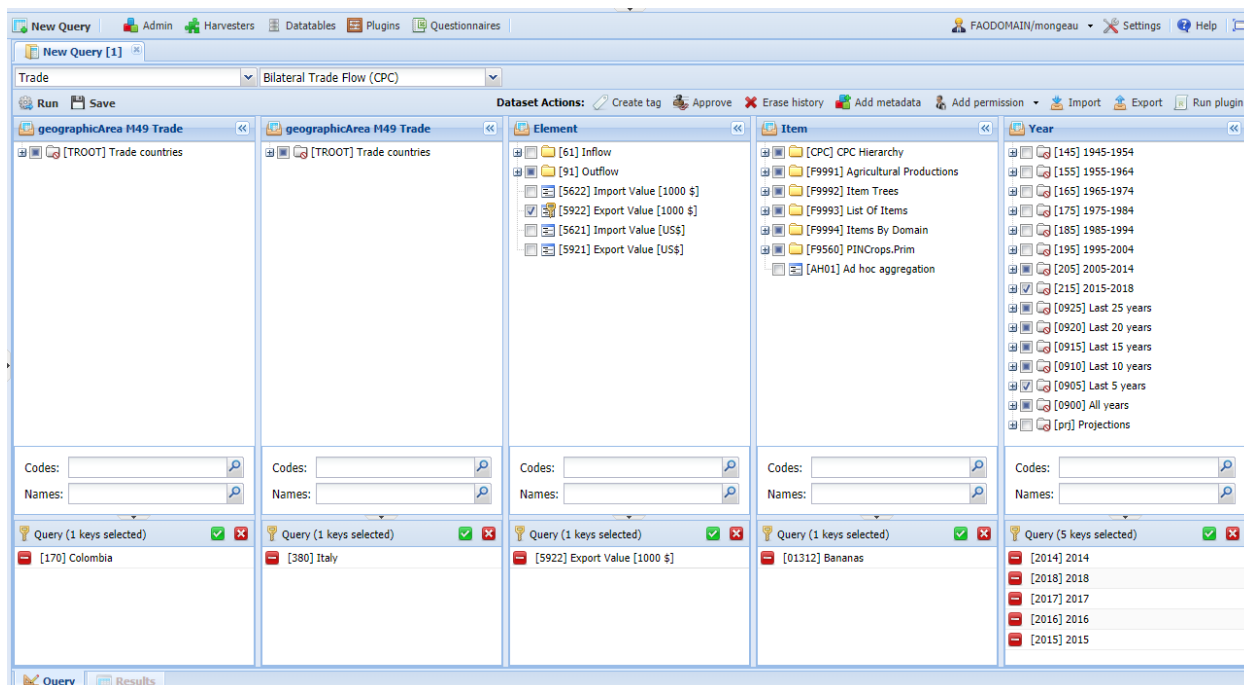 New Query Admin Harvesters Datatables Plugins Questionnaires FAODOMAIN/mongeau Settings Help
New Query [1]
Trade Bilateral Trade Flow (CPC)
Run Save Dataset Actions: Create tag Approve Erase history Add metadata Add permission Import Export Run plugin
geographicArea M49 Trade
[TROOT] Trade countries
Codes:
Names:
Query (1 keys selected)
[170] Colombia
geographicArea M49 Trade
[TROOT] Trade countries
Codes:
Names:
Query (1 keys selected)
[380] Italy
Element
[61] Inflow
[91] Outflow
[5622] Import Value [1000 $]
[5922] Export Value [1000 $]
[5621] Import Value [US$]
[5921] Export Value [US$]
Codes:
Names:
Query (1 keys selected)
[5922] Export Value [1000 $]
Item
[CPC] CPC Hierarchy
[F9991] Agricultural Productions
[F9992] Item Trees
[F9993] List Of Items
[F9994] Items By Domain
[F9560] PINCrops.Prim
[AH01] Ad hoc aggregation
Codes:
Names:
Query (1 keys selected)
[01312] Bananas
Year
[145] 1945-1954
[155] 1955-1964
[165] 1965-1974
[175] 1975-1984
[185] 1985-1994
[195] 1995-2004
[205] 2005-2014
[215] 2015-2018
[0925] Last 25 years
[0920] Last 20 years
[0915] Last 15 years
[0910] Last 10 years
[0905] Last 5 years
[0900] All years
[prj] Projections
Codes:
Names:
Query (5 keys selected)
[2014] 2014
[2018] 2018
[2017] 2017
[2016] 2016
[2015] 2015
Query Results